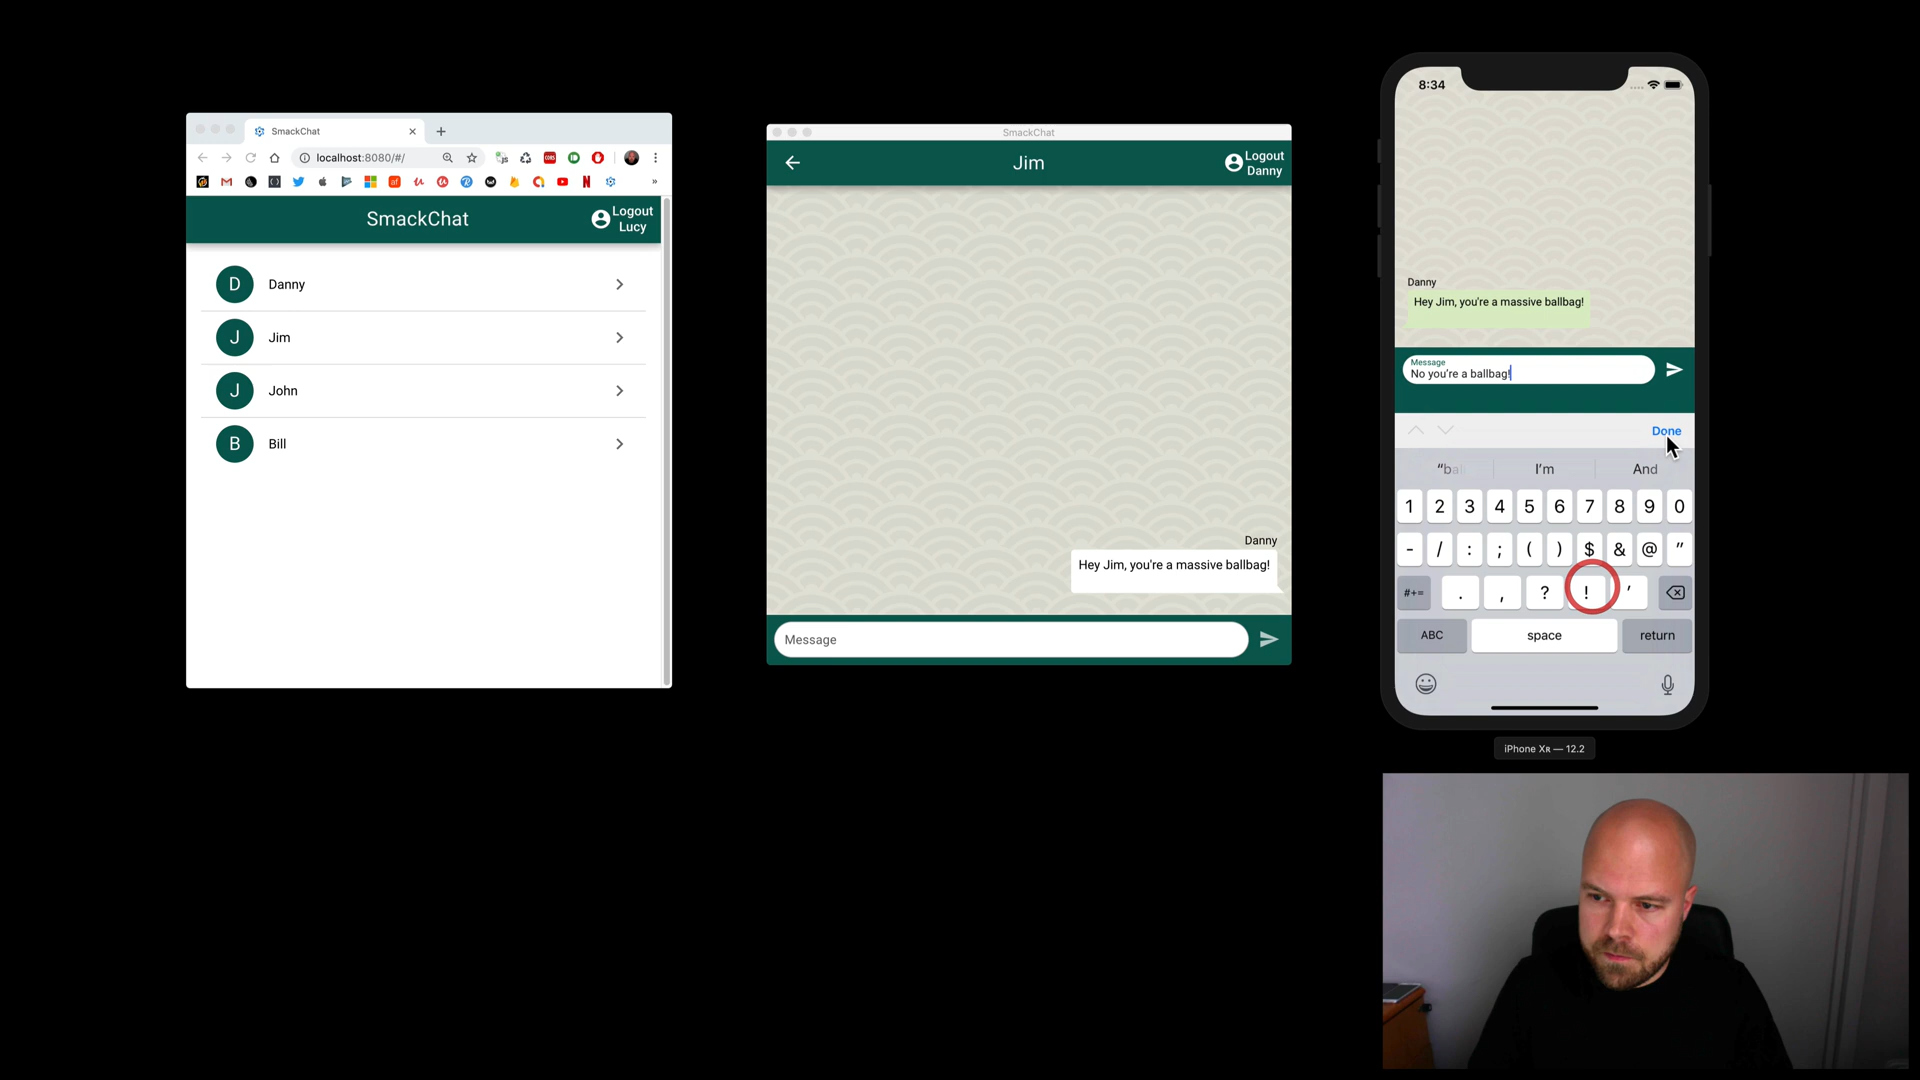 SmackChat
localhost:8080/#/
SmackChat
Logout
Lucy
D
Danny
J
Jim
J
John
B
Bill
SmackChat
Jim
Logout
Danny
Danny
Hey Jim, you're a massive ballbag!
Message
8:34
Danny
Hey Jim, you're a massive ballbag!
Message
No you're a ballbag!
Done
“ball I'm And
1 2 3 4 5 6 7 8 9 0
- / : ; ( ) $ & @ ”
#+= . , ? ! ’
ABC space return
iPhone XR — 12.2